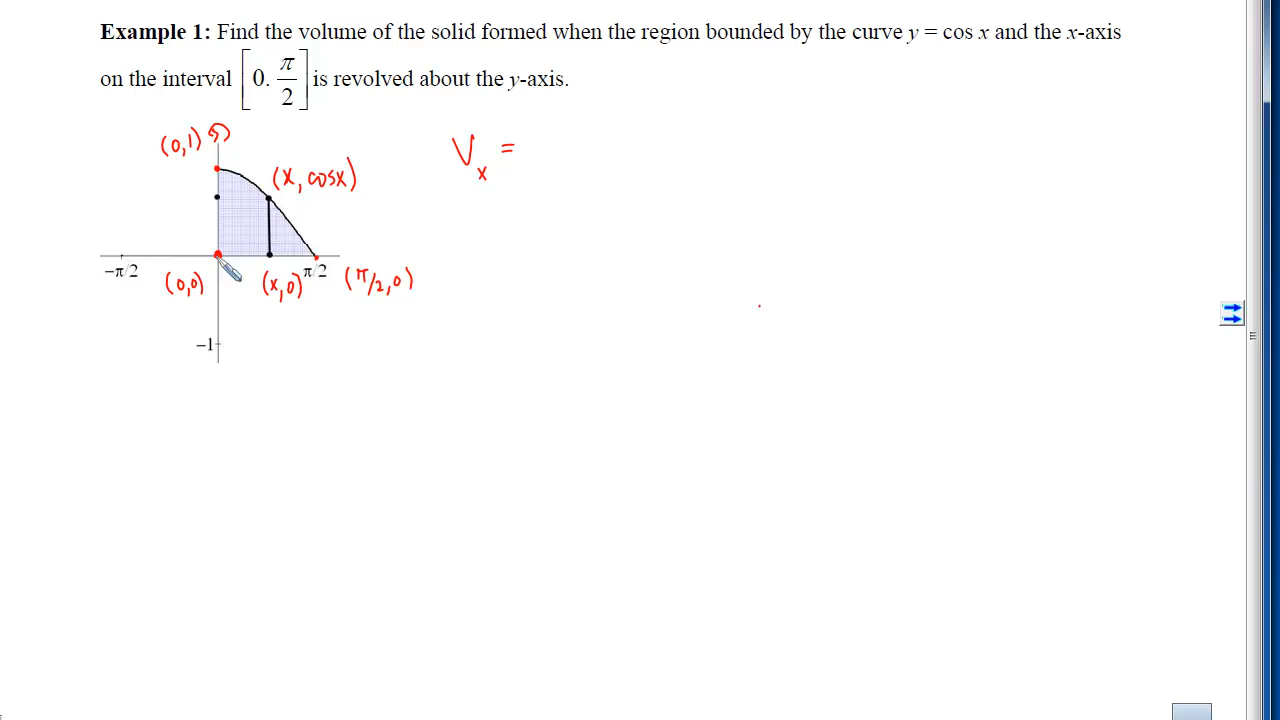 Example 1: Find the volume of the solid formed when the region bounded by the curve y = cos x and the x-axis
on the interval [0. π/2] is revolved about the y-axis.
(0,1)
V_x =
(x, cosx)
−π/2
(0,0)
(x,0)
π/2
(π/2,0)
−1